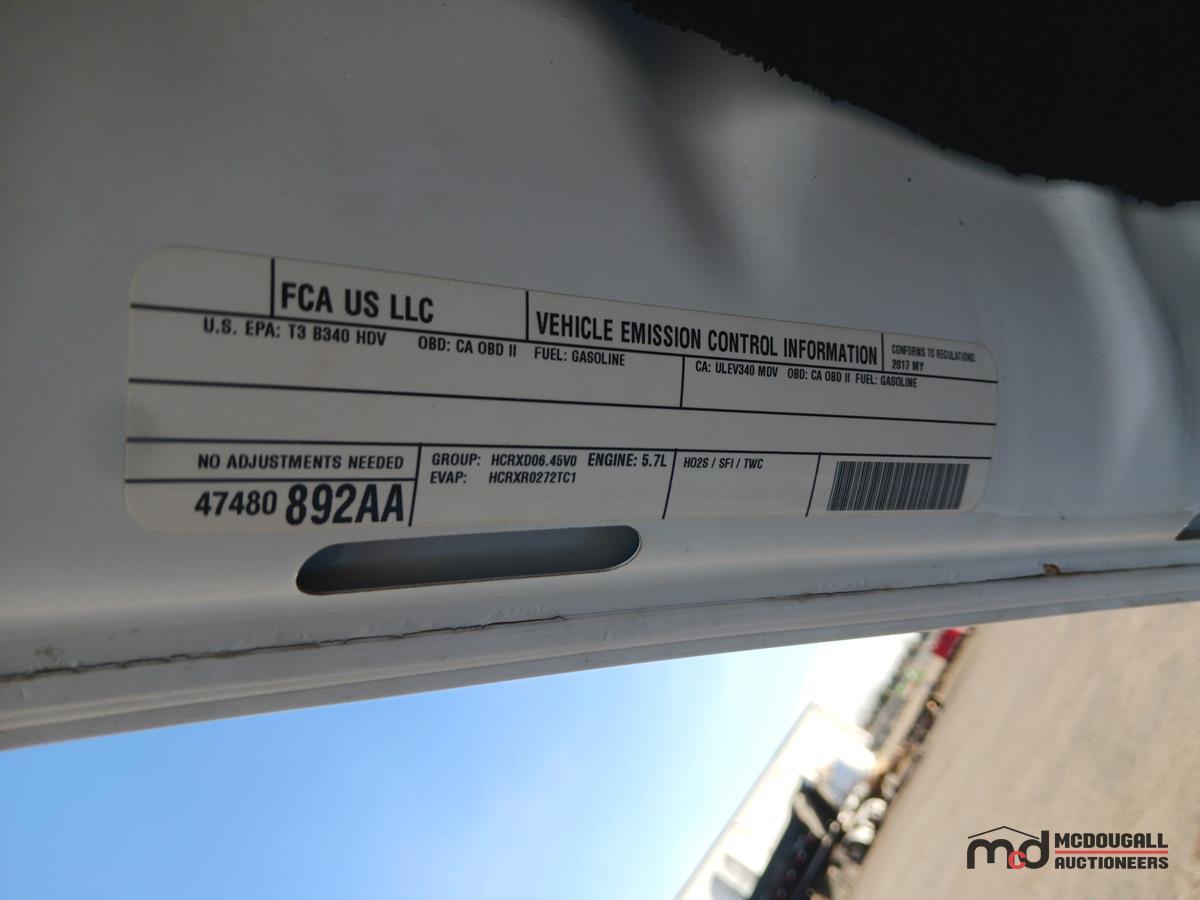 FCA US LLC
VEHICLE EMISSION CONTROL INFORMATION
CONFORMS TO REGULATIONS:
2017 MY
U.S. EPA: T3 B340 HDV OBD: CA OBD II FUEL: GASOLINE
CA: ULEV340 MDV OBD: CA OBD II FUEL: GASOLINE
NO ADJUSTMENTS NEEDED
47480 892AA
GROUP: HCRXD06.45V0 ENGINE: 5.7L
EVAP: HCRXR0272TC1
HO2S / SFI / TWC
mcd MCDOUGALL
AUCTIONEERS